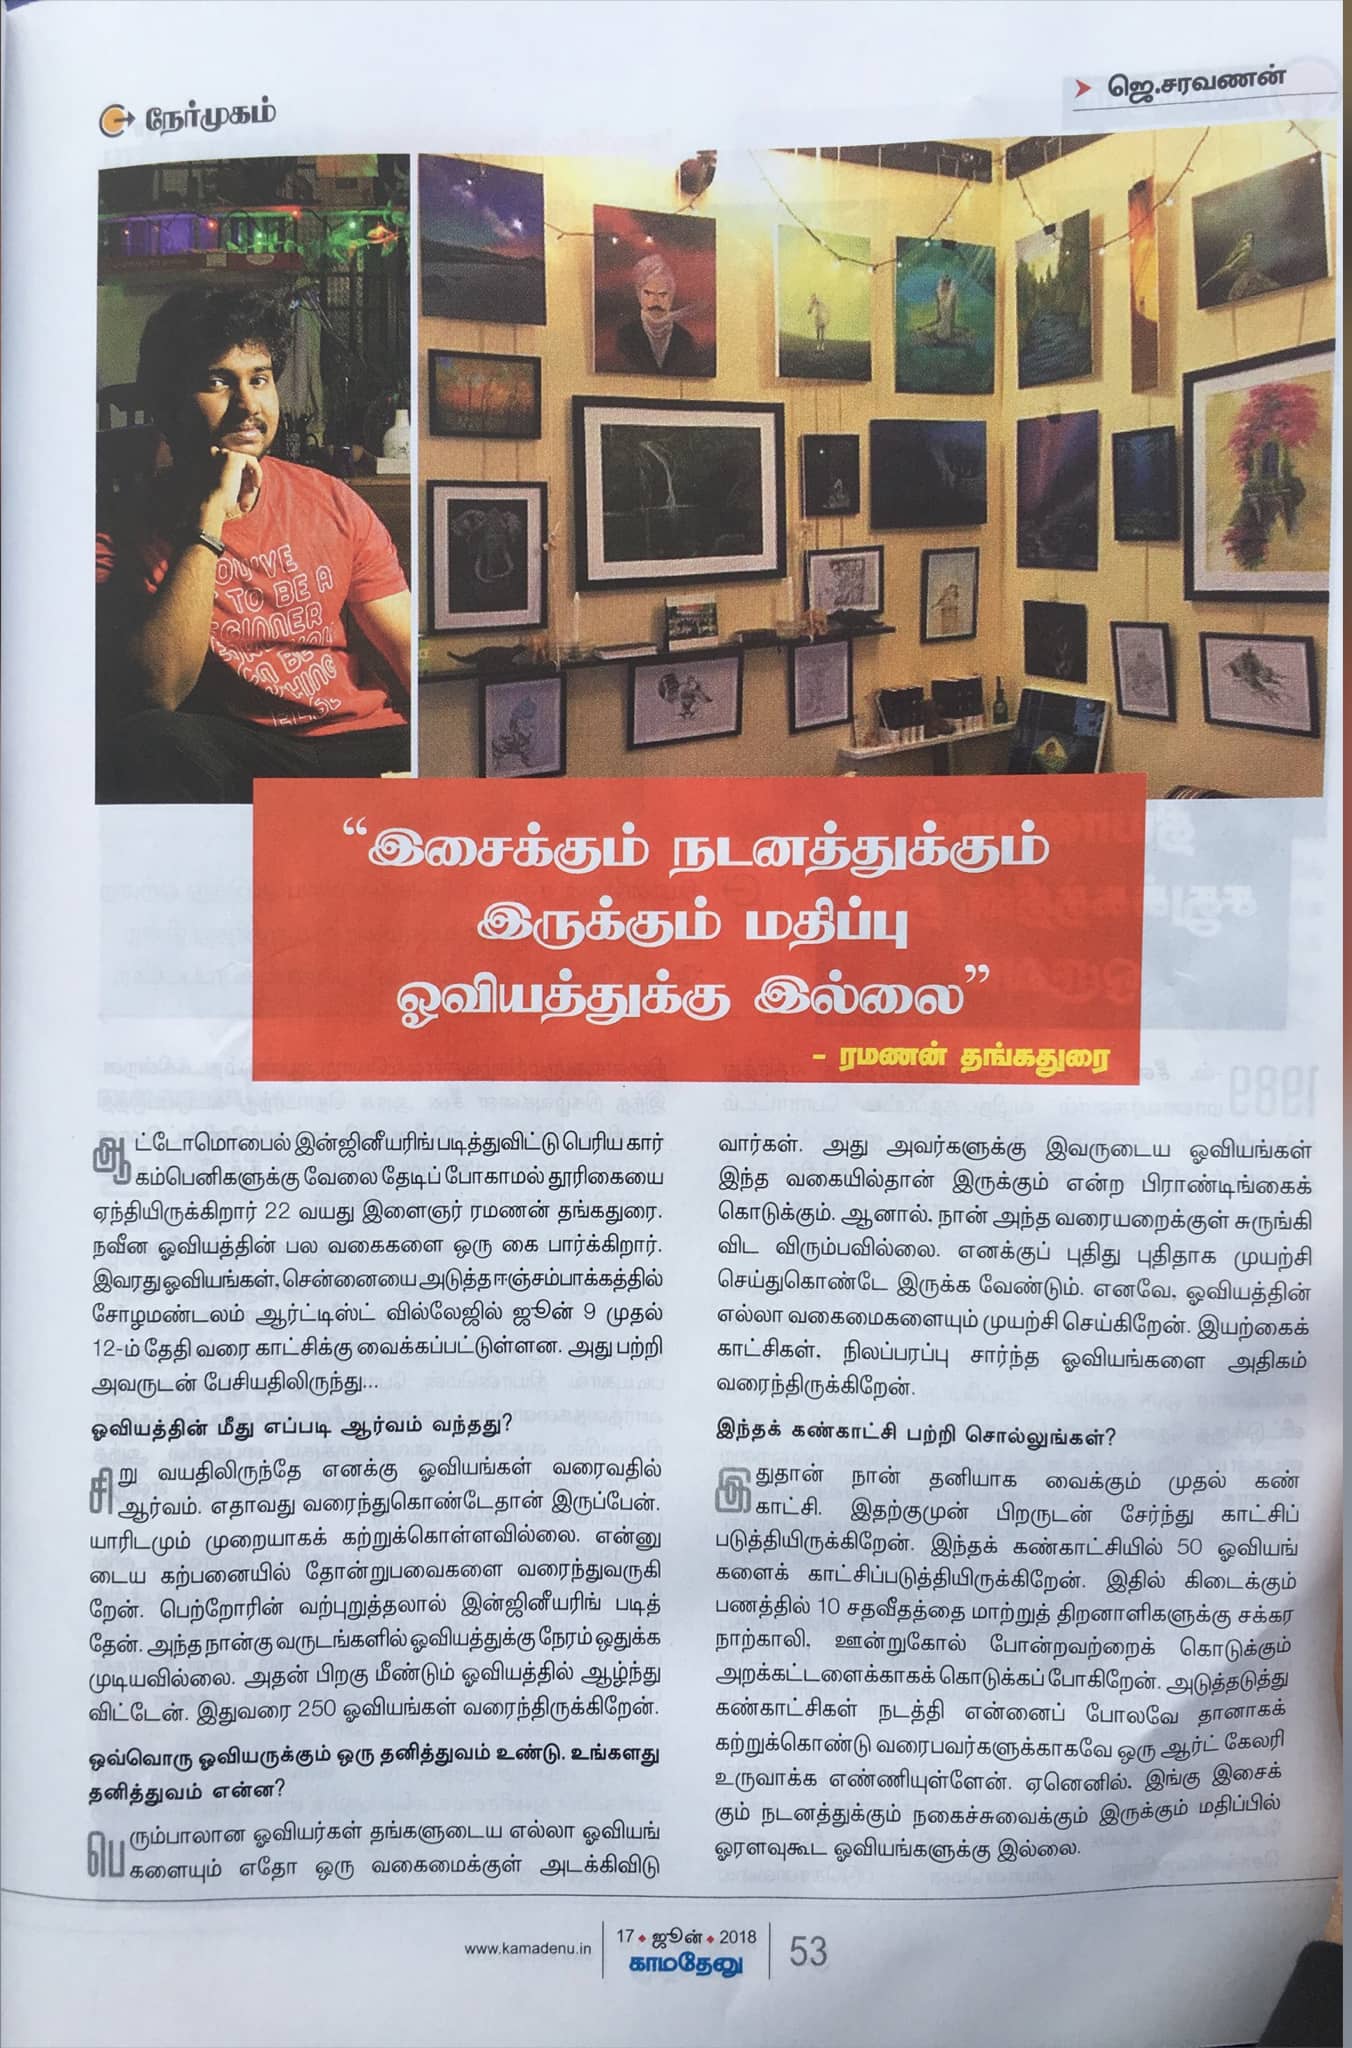 நேர்முகம்
ஜெ.சரவணன்
“இசைக்கும் நடனத்துக்கும்
இருக்கும் மதிப்பு
ஓவியத்துக்கு இல்லை”
- ரமணன் தங்கதுரை
ஆட்டோமொபைல் இன்ஜினீயரிங் படித்துவிட்டு பெரிய கார்
கம்பெனிகளுக்கு வேலை தேடிப் போகாமல் தூரிகையை
ஏந்தியிருக்கிறார் 22 வயது இளைஞர் ரமணன் தங்கதுரை.
நவீன ஓவியத்தின் பல வகைகளை ஒரு கை பார்க்கிறார்.
இவரது ஓவியங்கள், சென்னையை அடுத்த ஈஞ்சம்பாக்கத்தில்
சோழமண்டலம் ஆர்ட்டிஸ்ட் வில்லேஜில் ஜூன் 9 முதல்
12-ம் தேதி வரை காட்சிக்கு வைக்கப்பட்டுள்ளன. அது பற்றி
அவருடன் பேசியதிலிருந்து...
ஓவியத்தின் மீது எப்படி ஆர்வம் வந்தது?
சிறு வயதிலிருந்தே எனக்கு ஓவியங்கள் வரைவதில்
ஆர்வம். எதாவது வரைந்துகொண்டேதான் இருப்பேன்.
யாரிடமும் முறையாகக் கற்றுக்கொள்ளவில்லை. என்னு
டைய கற்பனையில் தோன்றுபவைகளை வரைந்துவருகி
றேன். பெற்றோரின் வற்புறுத்தலால் இன்ஜினீயரிங் படித்
தேன். அந்த நான்கு வருடங்களில் ஓவியத்துக்கு நேரம் ஒதுக்க
முடியவில்லை. அதன் பிறகு மீண்டும் ஓவியத்தில் ஆழ்ந்து
விட்டேன். இதுவரை 250 ஓவியங்கள் வரைந்திருக்கிறேன்.
ஒவ்வொரு ஓவியருக்கும் ஒரு தனித்துவம் உண்டு. உங்களது
தனித்துவம் என்ன?
பெரும்பாலான ஓவியர்கள் தங்களுடைய எல்லா ஓவியங்
களையும் எதோ ஒரு வகைமைக்குள் அடக்கிவிடு
வார்கள். அது அவர்களுக்கு இவருடைய ஓவியங்கள்
இந்த வகையில்தான் இருக்கும் என்ற பிராண்டிங்கைக்
கொடுக்கும். ஆனால், நான் அந்த வரையறைக்குள் சுருங்கி
விட விரும்பவில்லை. எனக்குப் புதிது புதிதாக முயற்சி
செய்துகொண்டே இருக்க வேண்டும். எனவே, ஓவியத்தின்
எல்லா வகைமைகளையும் முயற்சி செய்கிறேன். இயற்கைக்
காட்சிகள், நிலப்பரப்பு சார்ந்த ஓவியங்களை அதிகம்
வரைந்திருக்கிறேன்.
இந்தக் கண்காட்சி பற்றி சொல்லுங்கள்?
இதுதான் நான் தனியாக வைக்கும் முதல் கண்
காட்சி. இதற்குமுன் பிறருடன் சேர்ந்து காட்சிப்
படுத்தியிருக்கிறேன். இந்தக் கண்காட்சியில் 50 ஓவியங்
களைக் காட்சிப்படுத்தியிருக்கிறேன். இதில் கிடைக்கும்
பணத்தில் 10 சதவீதத்தை மாற்றுத் திறனாளிகளுக்கு சக்கர
நாற்காலி, ஊன்றுகோல் போன்றவற்றைக் கொடுக்கும்
அறக்கட்டளைக்காகக் கொடுக்கப் போகிறேன். அடுத்தடுத்து
கண்காட்சிகள் நடத்தி என்னைப் போலவே தானாகக்
கற்றுக்கொண்டு வரைபவர்களுக்காகவே ஒரு ஆர்ட் கேலரி
உருவாக்க எண்ணியுள்ளேன். ஏனெனில், இங்கு இசைக்
கும் நடனத்துக்கும் நகைச்சுவைக்கும் இருக்கும் மதிப்பில்
ஓரளவுகூட ஓவியங்களுக்கு இல்லை.
www.kamadenu.in
17 ஜூன் 2018
காமதேனு
53